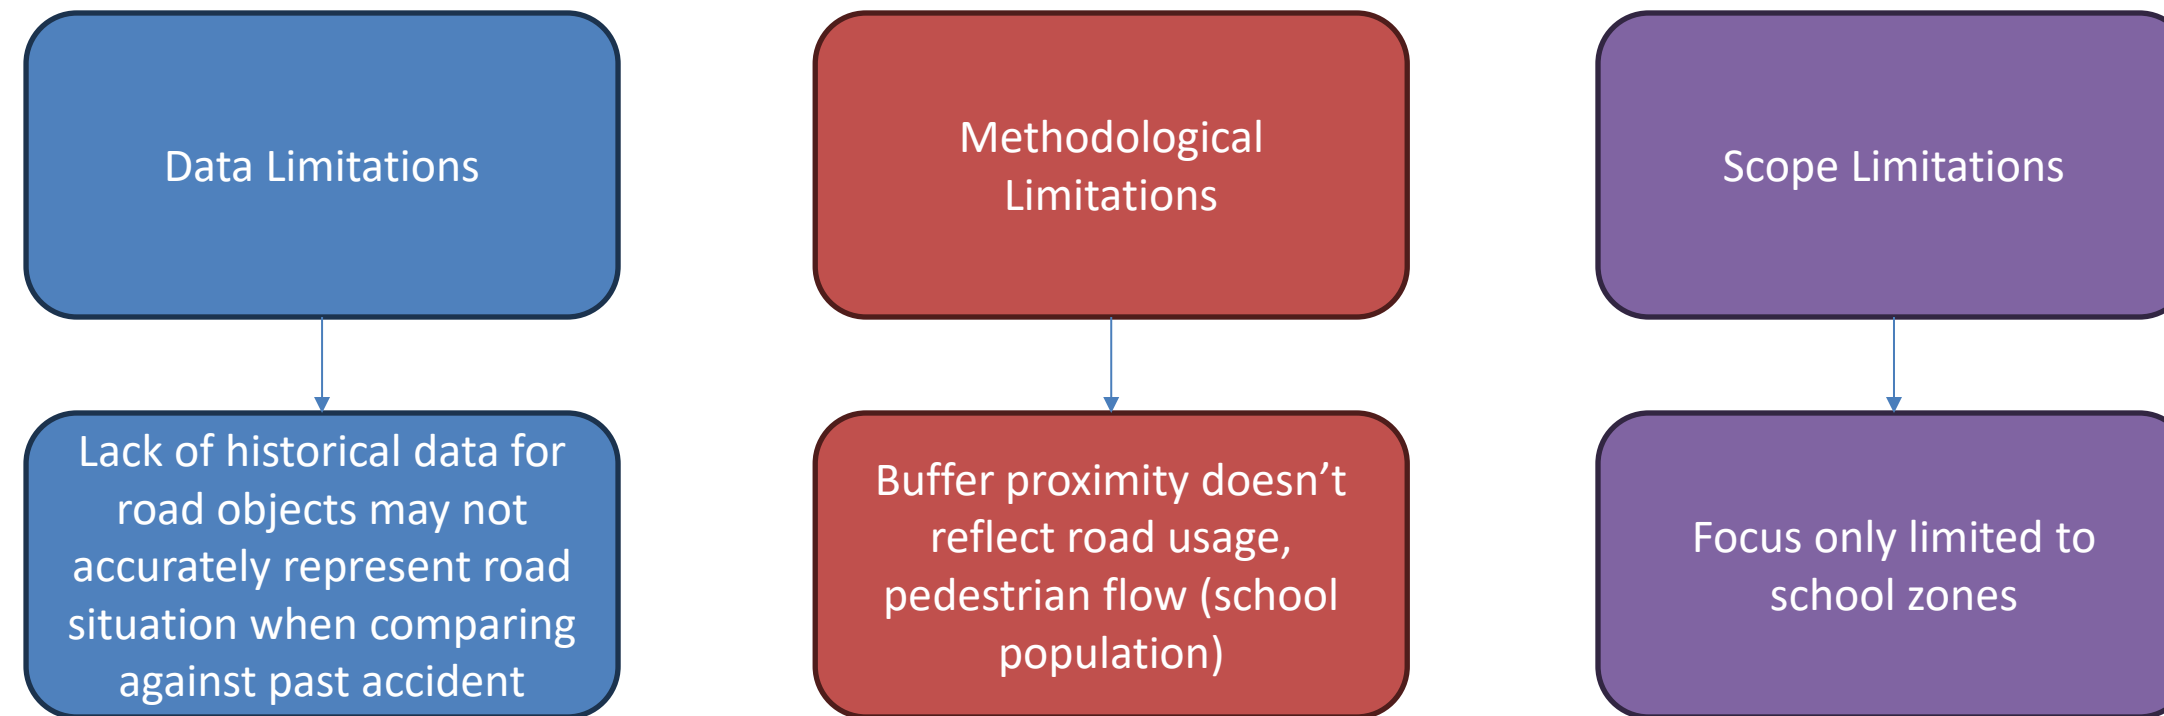 Data Limitations
Methodological
Limitations
Scope Limitations
Lack of historical data for
road objects may not
accurately represent road
situation when comparing
against past accident
Buffer proximity doesn’t
reflect road usage,
pedestrian flow (school
population)
Focus only limited to
school zones